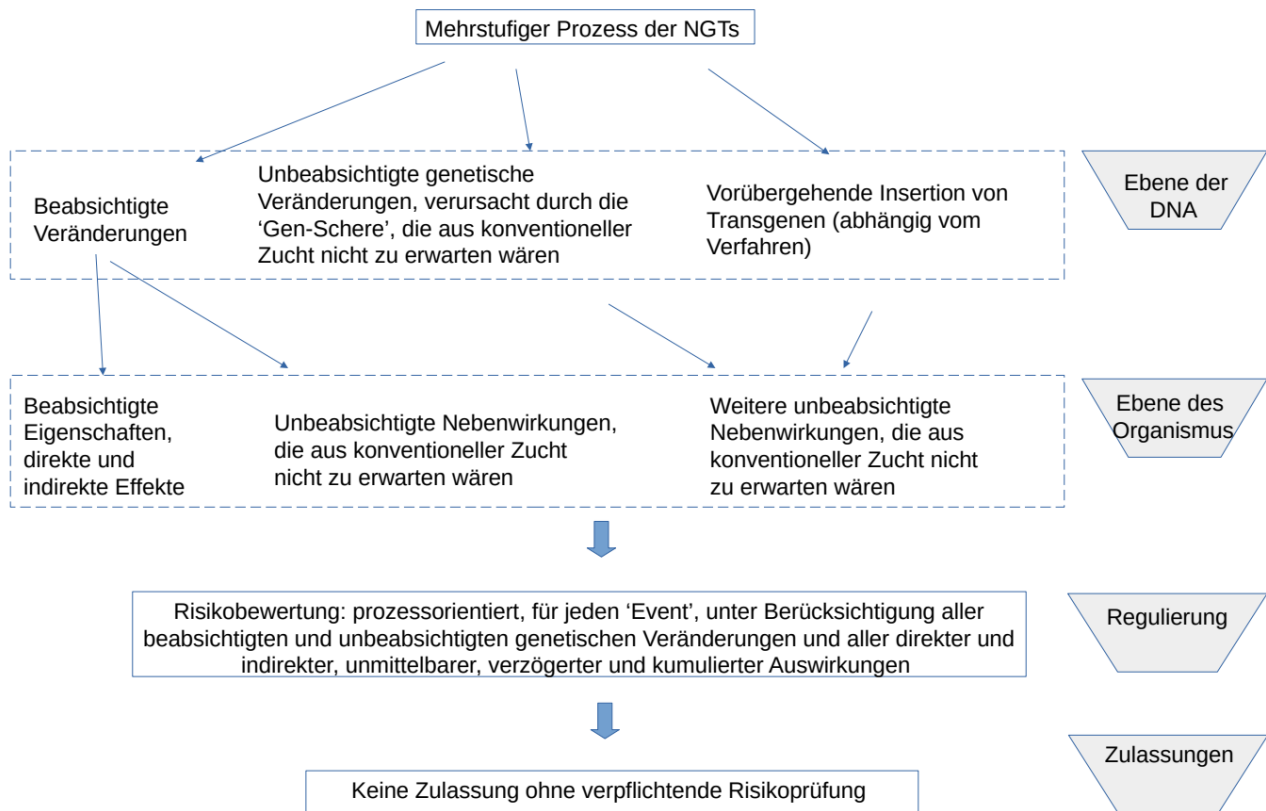 Mehrstufiger Prozess der NGTs
Beabsichtigte
Veränderungen
Unbeabsichtigte genetische
Veränderungen, verursacht durch die
‘Gen-Schere’, die aus konventioneller
Zucht nicht zu erwarten wären
Vorübergehende Insertion von
Transgenen (abhängig vom
Verfahren)
Ebene der
DNA
Beabsichtigte
Eigenschaften,
direkte und
indirekte Effekte
Unbeabsichtigte Nebenwirkungen,
die aus konventioneller Zucht
nicht zu erwarten wären
Weitere unbeabsichtigte
Nebenwirkungen, die aus
konventioneller Zucht nicht
zu erwarten wären
Ebene des
Organismus
Risikobewertung: prozessorientiert, für jeden ‘Event’, unter Berücksichtigung aller
beabsichtigten und unbeabsichtigten genetischen Veränderungen und aller direkter und
indirekter, unmittelbarer, verzögerter und kumulierter Auswirkungen
Regulierung
Keine Zulassung ohne verpflichtende Risikoprüfung
Zulassungen